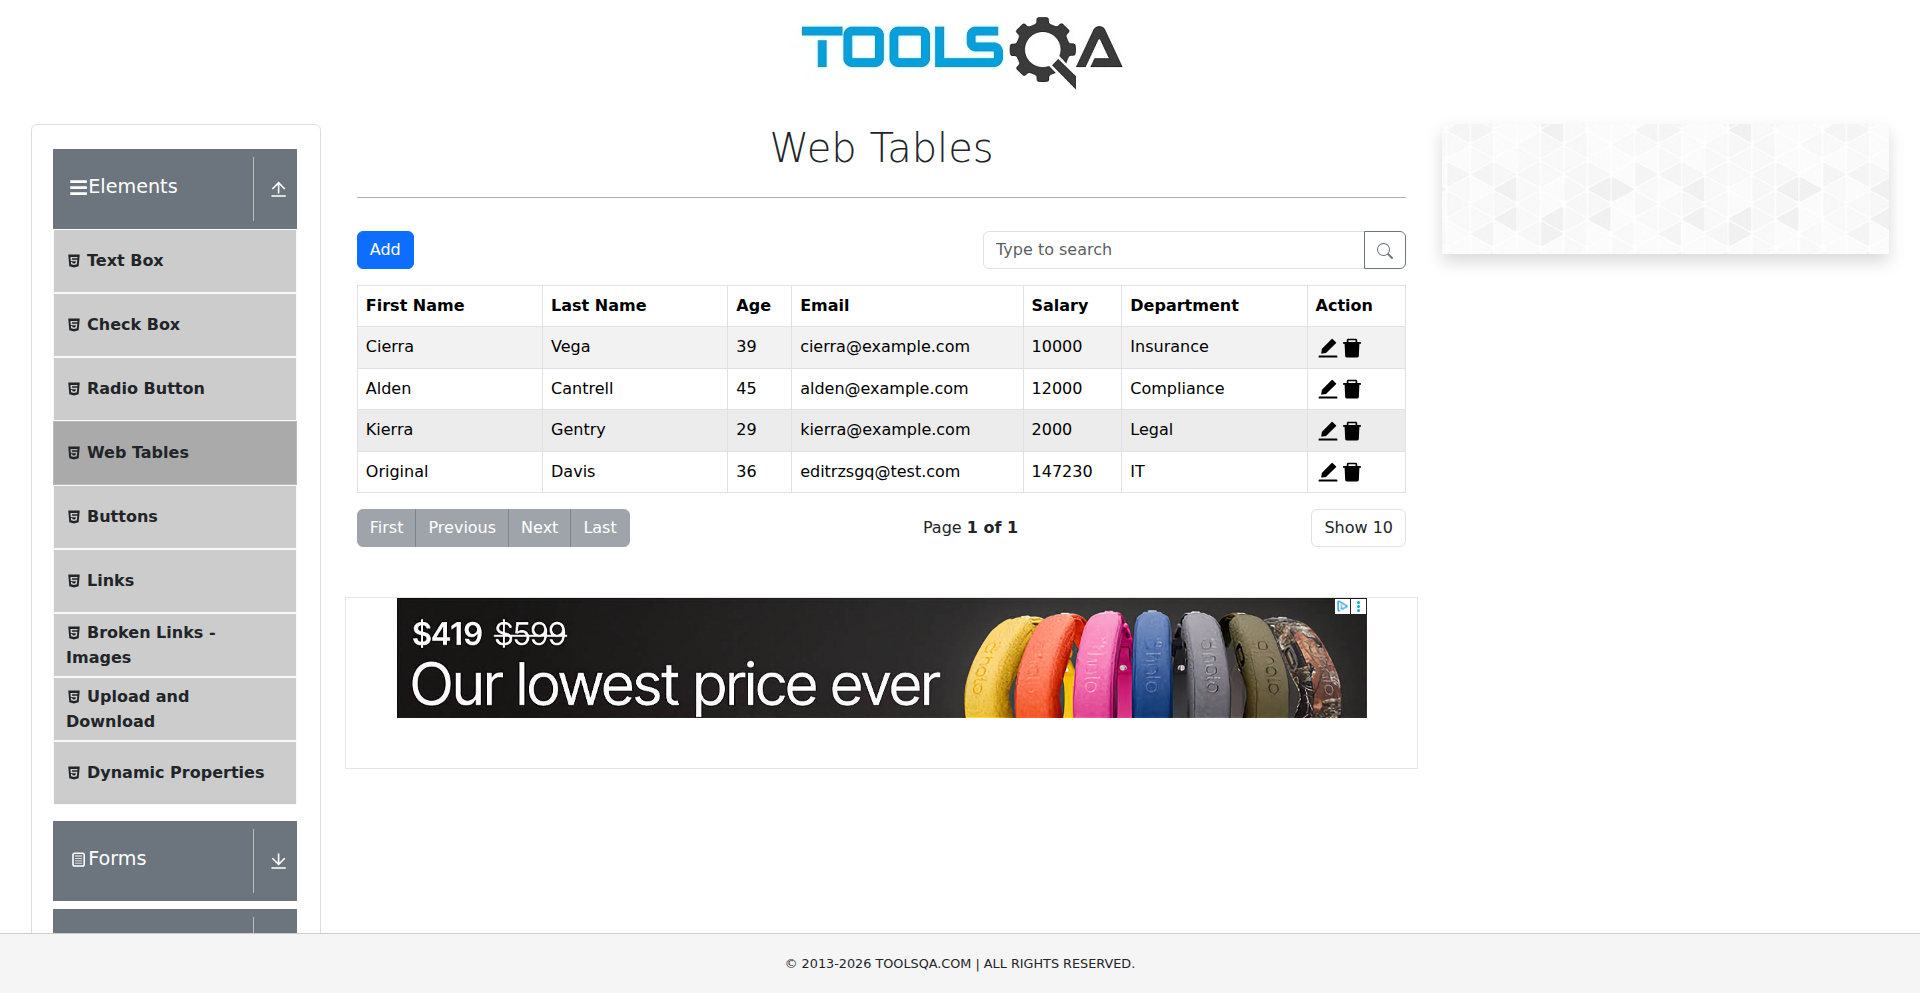 TOOLSQA
Web Tables
Elements
Text Box
Check Box
Radio Button
Web Tables
Buttons
Links
Broken Links -
Images
Upload and
Download
Dynamic Properties
Forms
Add
Type to search
First Name Last Name Age Email Salary Department Action
Cierra Vega 39 cierra@example.com 10000 Insurance
Alden Cantrell 45 alden@example.com 12000 Compliance
Kierra Gentry 29 kierra@example.com 2000 Legal
Original Davis 36 editrzsgq@test.com 147230 IT
First Previous Next Last Page 1 of 1 Show 10
$419 $599
Our lowest price ever
© 2013-2026 TOOLSQA.COM | ALL RIGHTS RESERVED.